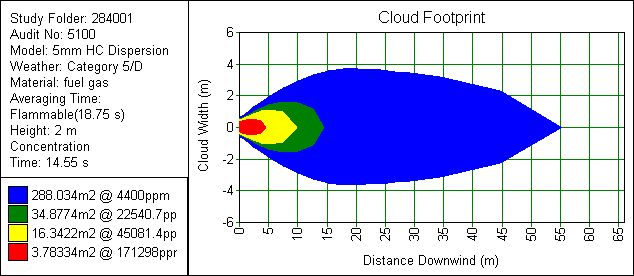 Study Folder: 284001
Audit No: 5100
Model: 5mm HC Dispersion
Weather: Category 5/D
Material: fuel gas
Averaging Time:
Flammable(18.75 s)
Height: 2 m
Concentration
Time: 14.55 s
288.034m2 @ 4400ppm
34.8774m2 @ 22540.7pp
16.3422m2 @ 45081.4pp
3.78334m2 @ 171298ppr
Cloud Footprint
Cloud Width (m)
6
4
2
0
-2
-4
-6
0
5
10
15
20
25
30
35
40
45
50
55
60
65
Distance Downwind (m)